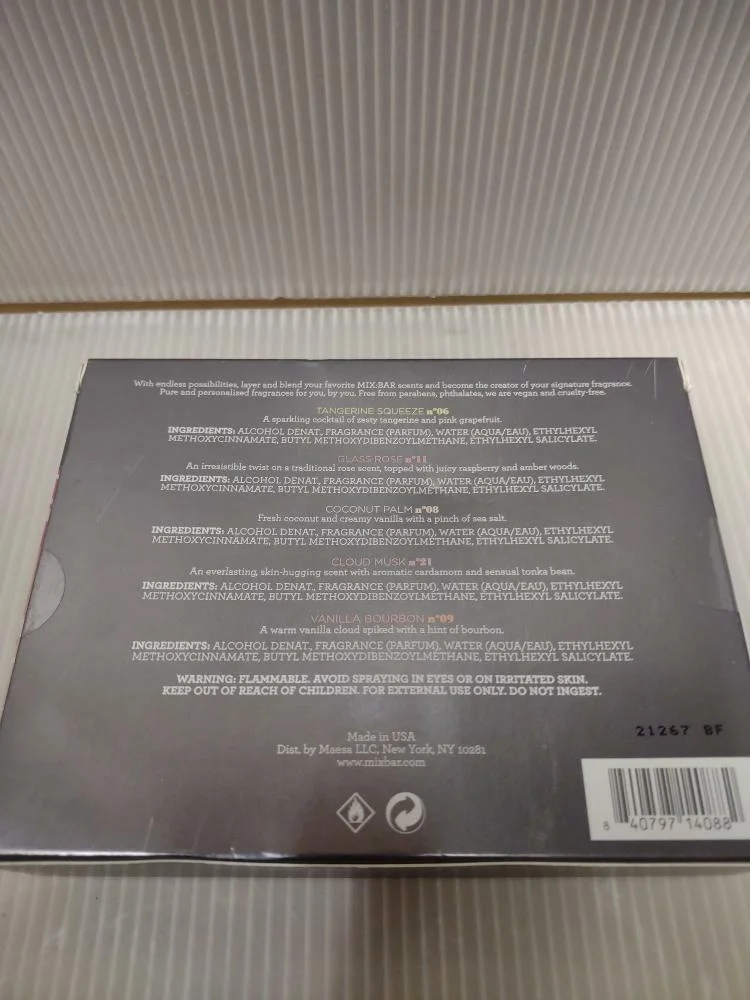 With endless possibilities, layer and blend your favorite MIX:BAR scents and become the creator of your signature fragrance.
Pure and personalized fragrances for you, by you. Free from parabens, phthalates, we are vegan and cruelty-free.
TANGERINE SQUEEZE n°06
A sparkling cocktail of zesty tangerine and pink grapefruit.
INGREDIENTS: ALCOHOL DENAT., FRAGRANCE (PARFUM), WATER (AQUA/EAU), ETHYLHEXYL
METHOXYCINNAMATE, BUTYL METHOXYDIBENZOYLMETHANE, ETHYLHEXYL SALICYLATE.
GLASS ROSE n°11
An irresistible twist on a traditional rose scent, topped with juicy raspberry and amber woods.
INGREDIENTS: ALCOHOL DENAT., FRAGRANCE (PARFUM), WATER (AQUA/EAU), ETHYLHEXYL
METHOXYCINNAMATE, BUTYL METHOXYDIBENZOYLMETHANE, ETHYLHEXYL SALICYLATE.
COCONUT PALM n°08
Fresh coconut and creamy vanilla with a pinch of sea salt.
INGREDIENTS: ALCOHOL DENAT., FRAGRANCE (PARFUM), WATER (AQUA/EAU), ETHYLHEXYL
METHOXYCINNAMATE, BUTYL METHOXYDIBENZOYLMETHANE, ETHYLHEXYL SALICYLATE.
CLOUD MUSK n°21
An everlasting, skin-hugging scent with aromatic cardamom and sensual tonka bean.
INGREDIENTS: ALCOHOL DENAT., FRAGRANCE (PARFUM), WATER (AQUA/EAU), ETHYLHEXYL
METHOXYCINNAMATE, BUTYL METHOXYDIBENZOYLMETHANE, ETHYLHEXYL SALICYLATE.
VANILLA BOURBON n°09
A warm vanilla cloud spiked with a hint of bourbon.
INGREDIENTS: ALCOHOL DENAT., FRAGRANCE (PARFUM), WATER (AQUA/EAU), ETHYLHEXYL
METHOXYCINNAMATE, BUTYL METHOXYDIBENZOYLMETHANE, ETHYLHEXYL SALICYLATE.
WARNING: FLAMMABLE. AVOID SPRAYING IN EYES OR ON IRRITATED SKIN.
KEEP OUT OF REACH OF CHILDREN. FOR EXTERNAL USE ONLY. DO NOT INGEST.
21267 BF
Made in USA
Dist. by Maesa LLC, New York, NY 10281
www.mixbar.com
8 40797 14088